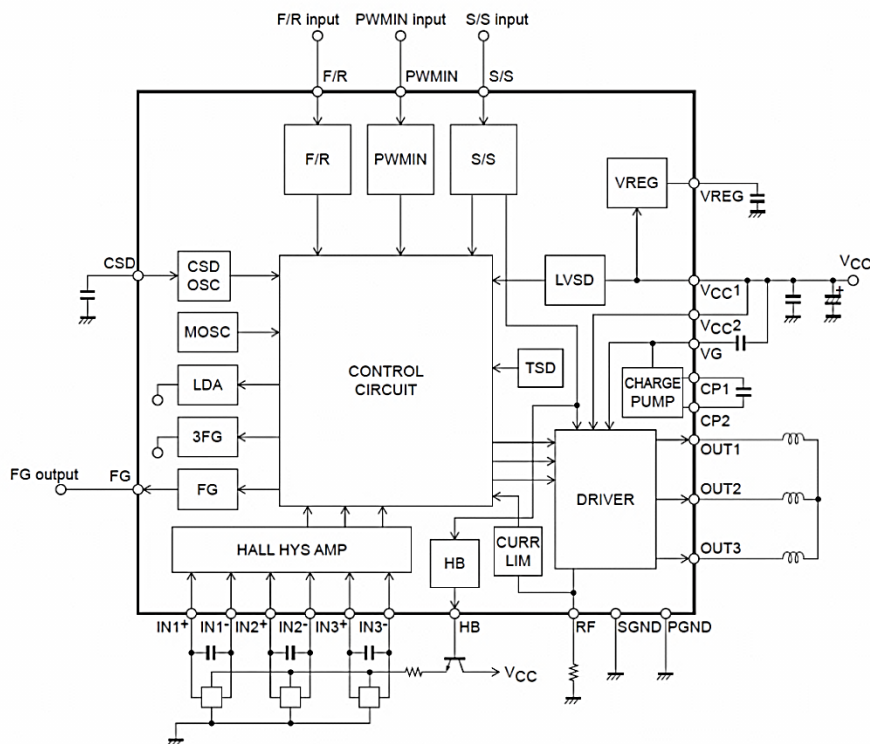 F/R input PWMIN input S/S input
F/R PWMIN S/S
F/R PWMIN S/S
VREG
VREG
CSD
CSD
OSC
LVSD
VCC1
VCC
VCC2
MOSC
VG
CONTROL
CIRCUIT
TSD
LDA
CHARGE
PUMP
CP1
CP2
3FG
OUT1
FG output
FG
FG
DRIVER
OUT2
HALL HYS AMP
HB
CURR
LIM
OUT3
IN1+ IN1- IN2+ IN2- IN3+ IN3- HB RF SGND PGND
VCC